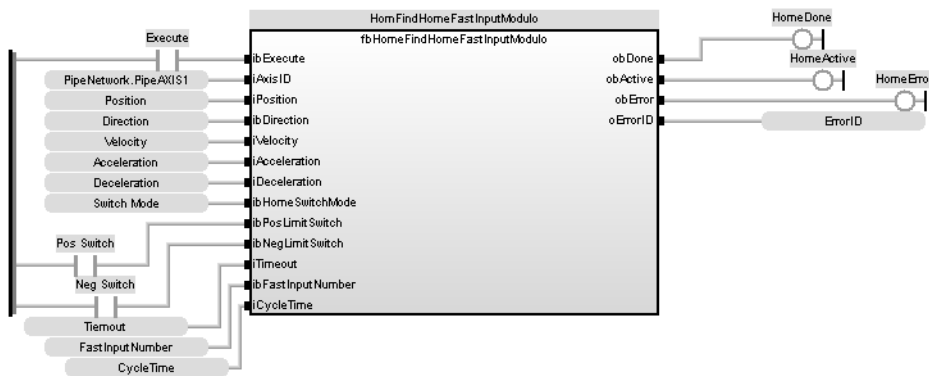 HomFindHomeFastInputModulo
fbHomeFindHomeFastInputModulo
Execute
PipeNetwork.PipeAXIS1
Position
Direction
Velocity
Acceleration
Deceleration
Switch Mode
Pos Switch
Neg Switch
Tiemout
FastInputNumber
CycleTime
ibExecute
iAxisID
iPosition
ibDirection
iVelocity
iAcceleration
iDeceleration
ibHomeSwitchMode
ibPosLimitSwitch
ibNegLimitSwitch
iTimeout
ibFastInputNumber
iCycleTime
obDone
obActive
obError
oErrorID
HomeDone
HomeActive
HomeErro
ErrorID